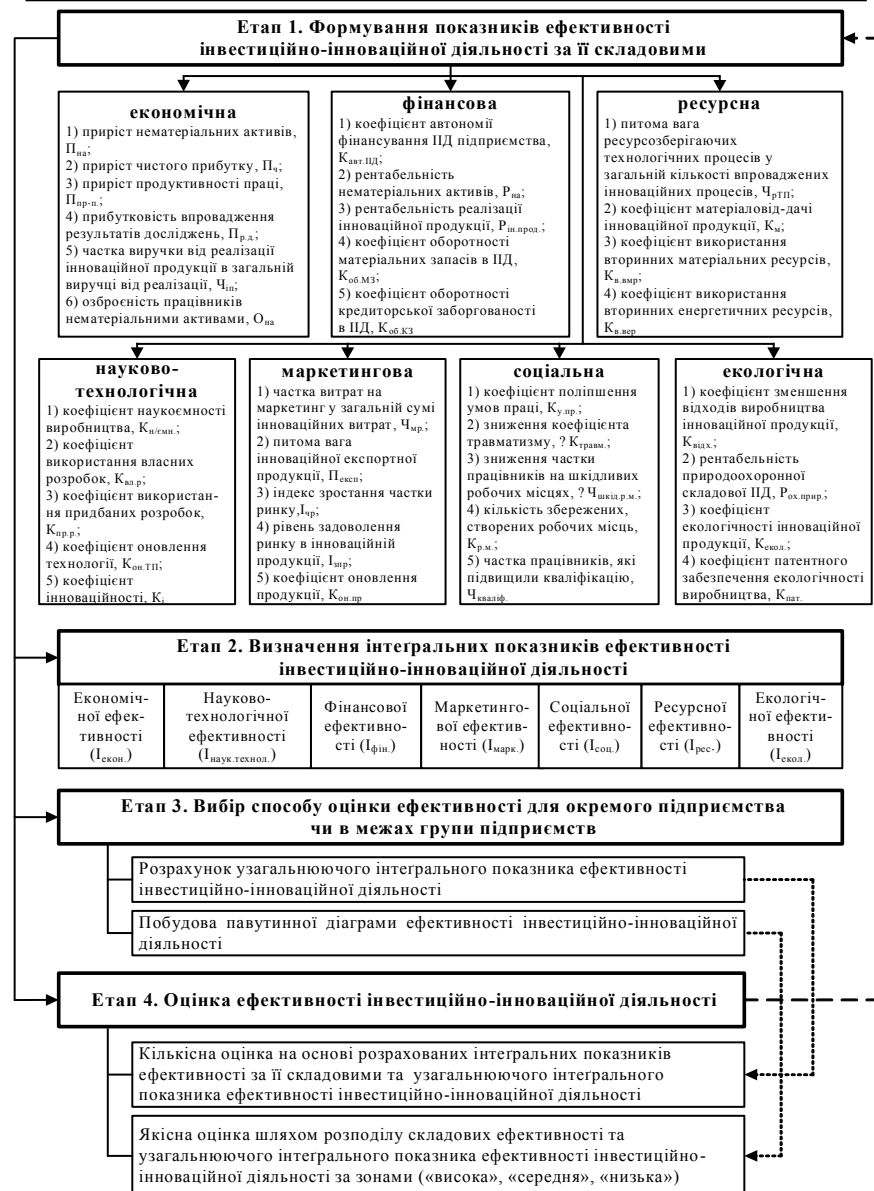 Етап 1. Формування показників ефективності
інвестиційно-інноваційної діяльності за її складовими
економічна
1) приріст нематеріальних активів,
Пна;
2) приріст чистого прибутку, Пч;
3) приріст продуктивності праці,
Ппр-п.;
4) прибутковість впровадження
результатів досліджень, Пр.д.;
5) частка виручки від реалізації
інноваційної продукції в загальній
виручці від реалізації, Чіп;
6) озброєність працівників
нематеріальними активами, Она
фінансова
1) коефіцієнт автономії
фінансування ІІД підприємства,
Кавт.ІІД;
2) рентабельність
нематеріальних активів, Рна;
3) рентабельність реалізації
інноваційної продукції, Рін.прод.;
4) коефіцієнт оборотності
матеріальних запасів в ІІД,
Коб.МЗ;
5) коефіцієнт оборотності
кредиторської заборгованості
в ІІД, Коб.КЗ
ресурсна
1) питома вага
ресурсозберігаючих
технологічних процесів у
загальній кількості впроваджених
інноваційних процесів, ЧрТП;
2) коефіцієнт матеріаловід-дачі
інноваційної продукції, Км;
3) коефіцієнт використання
вторинних матеріальних ресурсів,
Кв.вмр;
4) коефіцієнт використання
вторинних енергетичних ресурсів,
Кв.вер
науково-
технологічна
1) коефіцієнт наукоємності
виробництва, Кн/ємн.;
2) коефіцієнт
використання власних
розробок, Квл.р;
3) коефіцієнт використан-
ня придбаних розробок,
Кпр.р.;
4) коефіцієнт оновлення
технології, Кон.ТП;
5) коефіцієнт
інноваційності, Кі
маркетингова
1) частка витрат на
маркетинг у загальній сумі
інноваційних витрат, Чмр.;
2) питома вага
інноваційної експортної
продукції, Пексп;
3) індекс зростання частки
ринку,Ічр;
4) рівень задоволення
ринку в інноваційній
продукції, Ізпр;
5) коефіцієнт оновлення
продукції, Кон.пр
соціальна
1) коефіцієнт поліпшення
умов праці, Ку.пр.;
2) зниження коефіцієнта
травматизму, ? Ктравм.;
3) зниження частки
працівників на шкідливих
робочих місцях, ? Чшкід.р.м.;
4) кількість збережених,
створених робочих місць,
Кр.м.;
5) частка працівників, які
підвищили кваліфікацію,
Чкваліф.
екологічна
1) коефіцієнт зменшення
відходів виробництва
інноваційної продукції,
Квідх.;
2) рентабельність
природоохоронної
складової ІІД, Рох.прир.;
3) коефіцієнт
екологічності інноваційної
продукції, Кекол.;
4) коефіцієнт патентного
забезпечення екологічності
виробництва, Кпат.
Етап 2. Визначення інтеґральних показників ефективності
інвестиційно-інноваційної діяльності
Економіч-
ної ефек-
тивності
(Іекон.)
Науково-
технологічної
ефективності
(Інаук.технол.)
Фінансової
ефективно-
сті (Іфін.)
Маркетинго-
вої ефектив-
ності (Імарк.)
Соціальної
ефективно-
сті (Ісоц.)
Ресурсної
ефективно-
сті (Ірес.)
Екологіч-
ної ефекти-
вності
(Іекол.)
Етап 3. Вибір способу оцінки ефективності для окремого підприємства
чи в межах групи підприємств
Розрахунок узагальнюючого інтеґрального показника ефективності
інвестиційно-інноваційної діяльності
Побудова павутинної діаграми ефективності інвестиційно-інноваційної
діяльності
Етап 4. Оцінка ефективності інвестиційно-інноваційної діяльності
Кількісна оцінка на основі розрахованих інтеґральних показників
ефективності за її складовими та узагальнюючого інтеґрального
показника ефективності інвестиційно-інноваційної діяльності
Якісна оцінка шляхом розподілу складових ефективності та
узагальнюючого інтеґрального показника ефективності інвестиційно-
інноваційної діяльності за зонами («висока», «середня», «низька»)